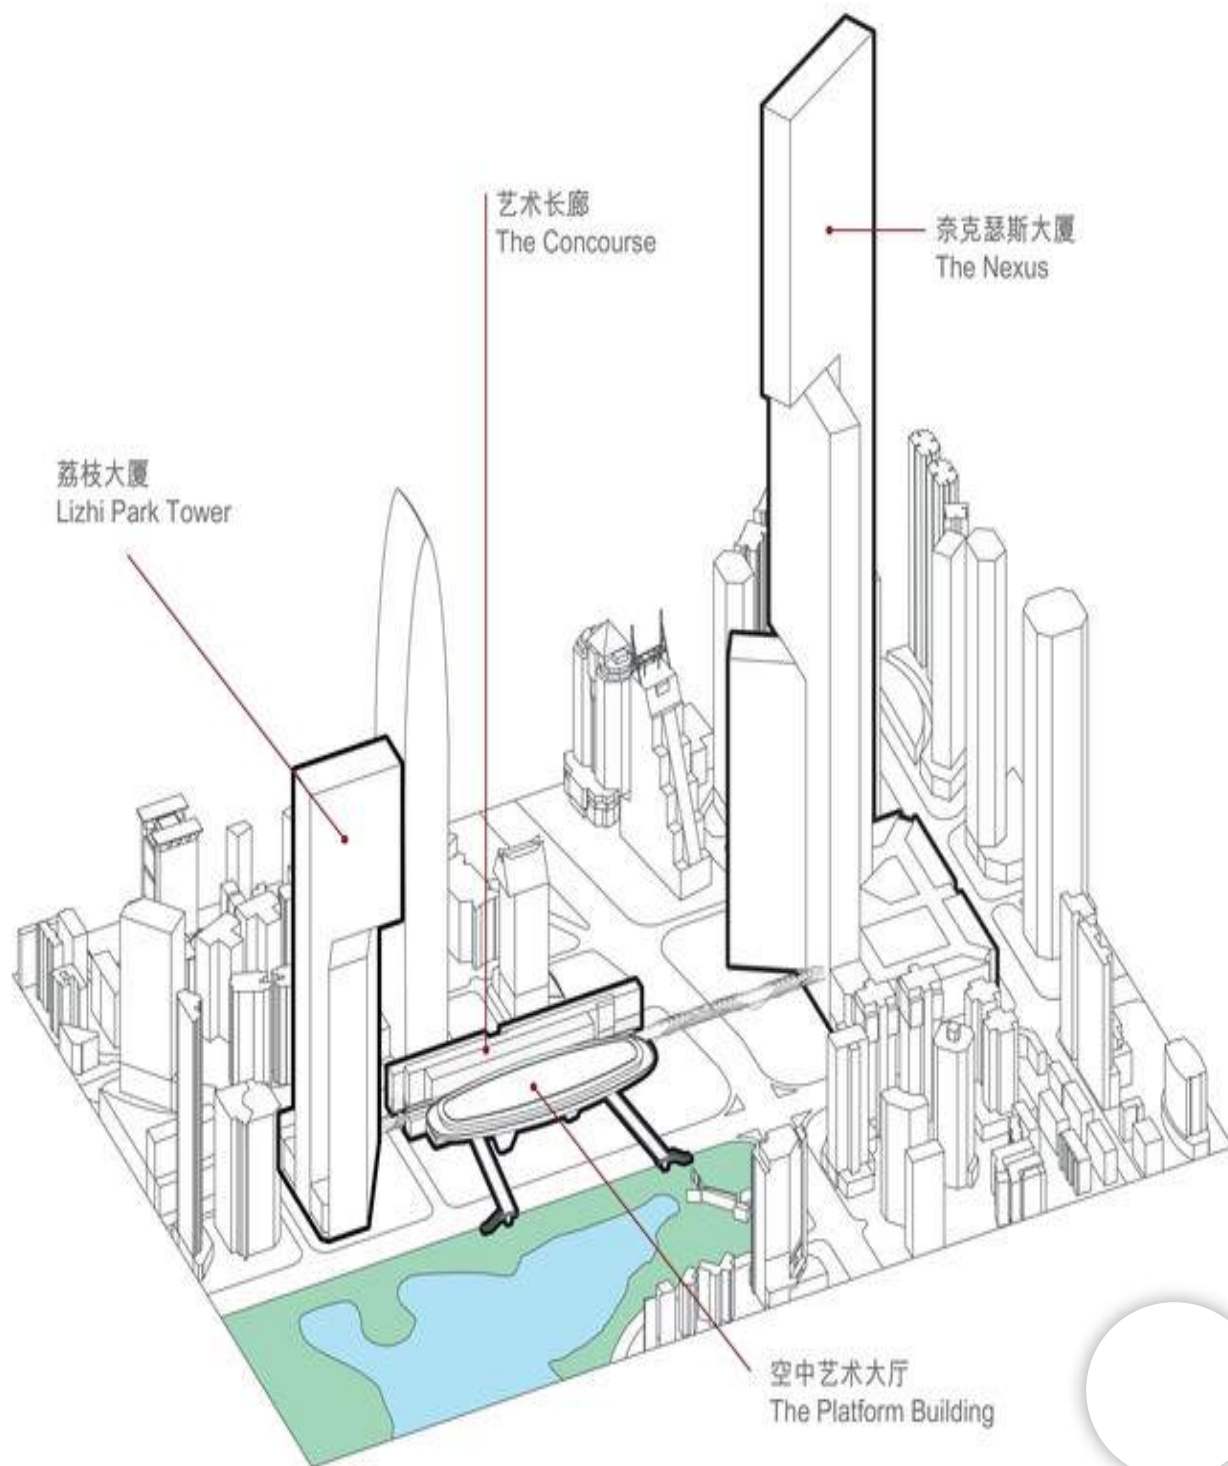 艺术长廊
The Concourse
奈克瑟斯大厦
The Nexus
荔枝大厦
Lizhi Park Tower
空中艺术大厅
The Platform Building